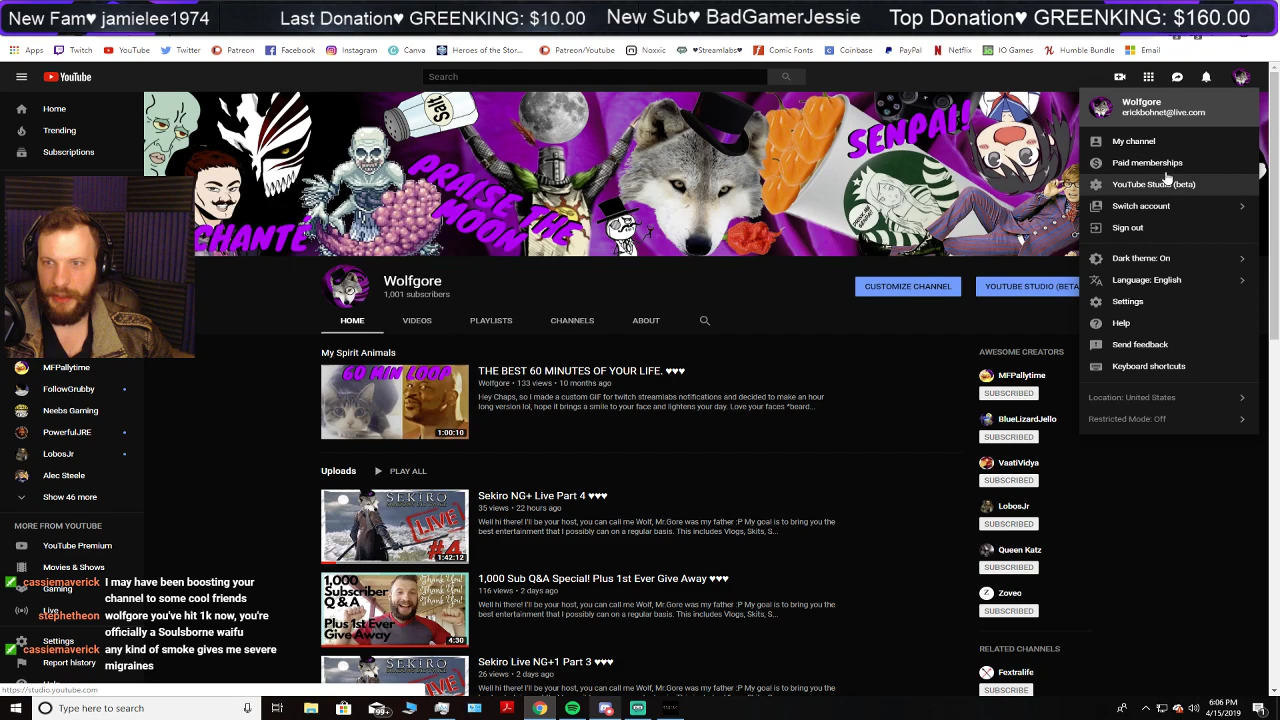 New Fam♥ jamielee1974
Last Donation♥ GREENKING: $10.00
New Sub♥ BadGamerJessie
Top Donation♥ GREENKING: $160.00
Apps
Twitch
YouTube
Twitter
Patreon
Facebook
Instagram
Canva
Heroes of the Stor...
Patreon/Youtube
Noxxic
♥Streamlabs♥
Comic Fonts
Coinbase
PayPal
Netflix
IO Games
Humble Bundle
Email
YouTube
Search
Home
Trending
Subscriptions
Salt
PRAISE THE MOON
SENPAI!
CHANTÉ
Wolfgore
erickbohnet@live.com
My channel
Paid memberships
YouTube Studio (beta)
Switch account
Sign out
Dark theme: On
Language: English
Settings
Help
Send feedback
Keyboard shortcuts
Location: United States
Restricted Mode: Off
Wolfgore
1,001 subscribers
CUSTOMIZE CHANNEL
YOUTUBE STUDIO (BETA
HOME
VIDEOS
PLAYLISTS
CHANNELS
ABOUT
MFPallytime
FollowGrubby
Neebs Gaming
PowerfulJRE
LobosJr
Alec Steele
Show 46 more
MORE FROM YOUTUBE
YouTube Premium
Movies & Shows
Gaming
Live
Settings
Report history
cassiemaverick I may have been boosting your
channel to some cool friends
stephetheon wolfgore you've hit 1k now, you're
officially a Soulsborne waifu
cassiemaverick any kind of smoke gives me severe
migraines
My Spirit Animals
60 MIN LOOP
1:00:10
THE BEST 60 MINUTES OF YOUR LIFE. ♥♥♥
Wolfgore • 133 views • 10 months ago
Hey Chaps, so I made a custom GIF for twitch streamlabs notifications and decided to make an
hour long version lol, hope it brings a smile to your face and lightens your day. Love your faces *beard...
Uploads
PLAY ALL
SEKIRO
LIVE
#4
1:42:12
Sekiro NG+ Live Part 4 ♥♥♥
35 views • 22 hours ago
Well hi there! I'll be your host, you can call me Wolf, Mr.Gore was my father :P My goal is to bring you the
best entertainment that I possibly can on a regular basis. This includes Vlogs, Skits, S...
1,000
Subscriber
Q & A
Plus 1st Ever
Give Away
Thank You!
4:30
1,000 Sub Q&A Special! Plus 1st Ever Give Away ♥♥♥
116 views • 2 days ago
Well hi there! I'll be your host, you can call me Wolf, Mr.Gore was my father :P My goal is to bring you the
best entertainment that I possibly can on a regular basis. This includes Vlogs, Skits, S...
SEKIRO
Sekiro Live NG+1 Part 3 ♥♥♥
26 views • 2 days ago
Well hi there! I'll be your host, you can call me Wolf, Mr.Gore was my father :P My goal is to bring you the
AWESOME CREATORS
MFPallytime
SUBSCRIBED
BlueLizardJello
SUBSCRIBED
VaatiVidya
SUBSCRIBED
LobosJr
SUBSCRIBED
Queen Katz
SUBSCRIBED
Zoveo
SUBSCRIBED
RELATED CHANNELS
Fextralife
SUBSCRIBE
https://studio.youtube.com
Type here to search
99+
6:06 PM
4/15/2019